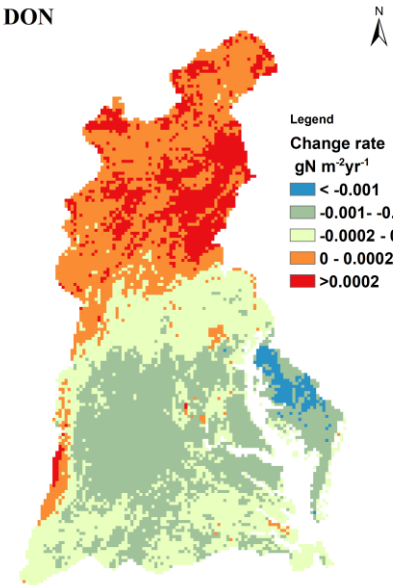 DON
N
Legend
Change rate
gN m⁻²yr⁻¹
< -0.001
-0.001- -0.
-0.0002 - 0
0 - 0.0002
>0.0002